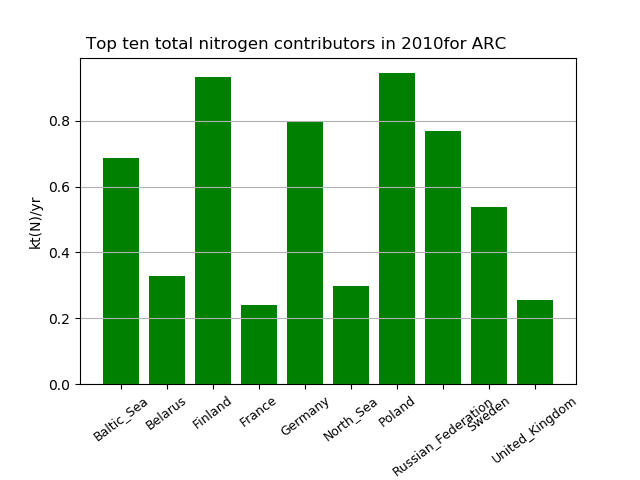 Top ten total nitrogen contributors in 2010for ARC
kt(N)/yr
0.8
0.6
0.4
0.2
0.0
Baltic_Sea
Belarus
Finland
France
Germany
North_Sea
Poland
Russian_Federation
Sweden
United_Kingdom